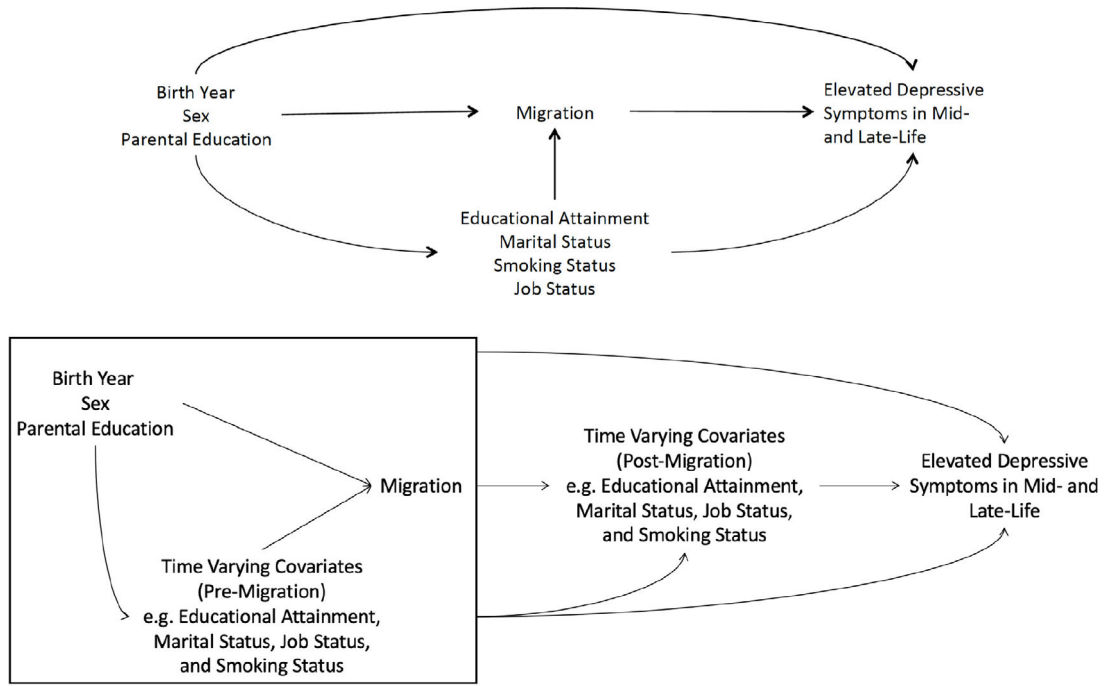 Birth Year
Sex
Parental Education
Migration
Elevated Depressive
Symptoms in Mid-
and Late-Life
Educational Attainment
Marital Status
Smoking Status
Job Status
Birth Year
Sex
Parental Education
Migration
Time Varying Covariates
(Pre-Migration)
e.g. Educational Attainment,
Marital Status, Job Status,
and Smoking Status
Time Varying Covariates
(Post-Migration)
e.g. Educational Attainment,
Marital Status, Job Status,
and Smoking Status
Elevated Depressive
Symptoms in Mid- and
Late-Life